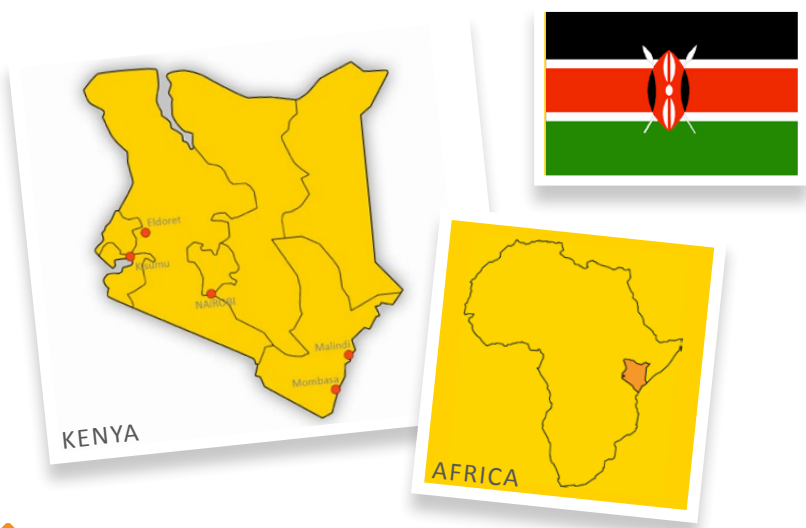 Eldoret
Kisumu
NAIROBI
Malindi
Mombasa
KENYA
AFRICA